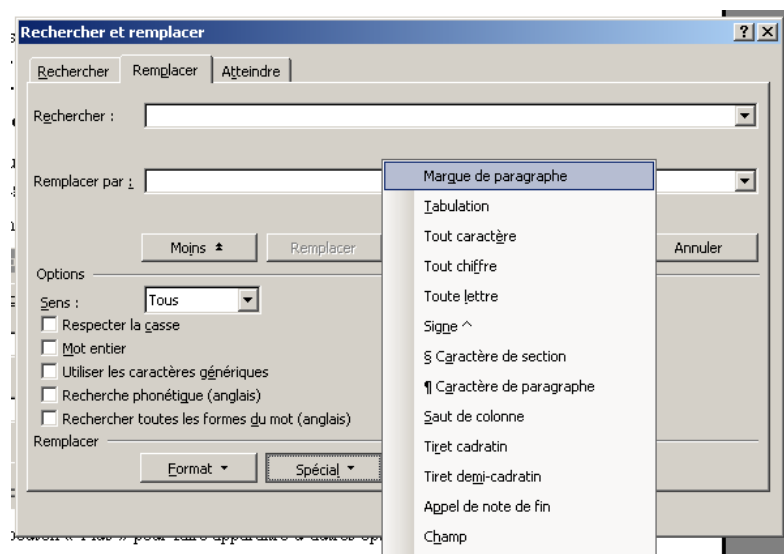 Rechercher et remplacer
Rechercher Remplacer Atteindre
Rechercher :
Remplacer par :
Moins Remplacer Annuler
Options
Sens : Tous
Respecter la casse
Mot entier
Utiliser les caractères génériques
Recherche phonétique (anglais)
Rechercher toutes les formes du mot (anglais)
Remplacer
Format Spécial
Marque de paragraphe
Tabulation
Tout caractère
Tout chiffre
Toute lettre
Signe ^
§ Caractère de section
¶ Caractère de paragraphe
Saut de colonne
Tiret cadratin
Tiret demi-cadratin
Appel de note de fin
Champ